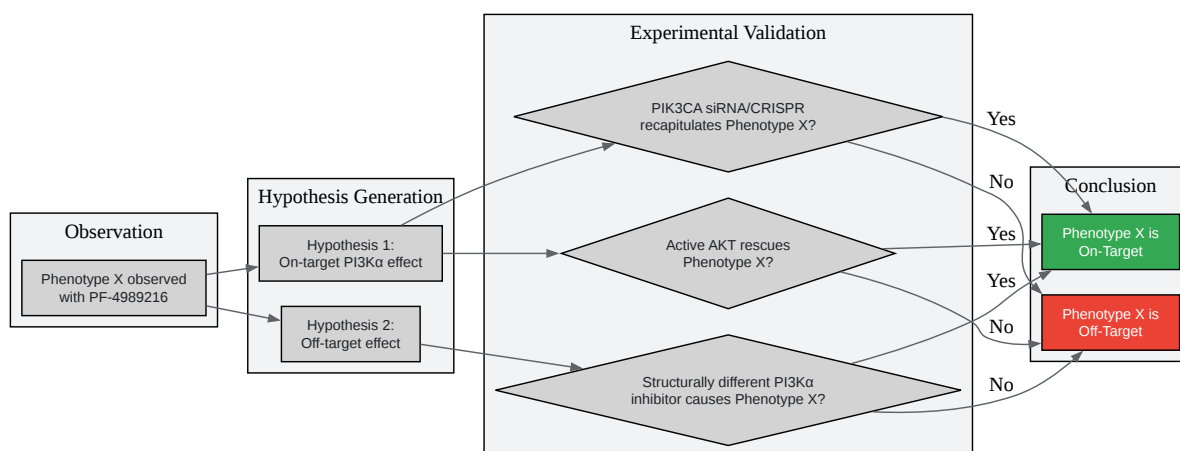 Observation
Phenotype X observed
with PF-4989216
Hypothesis Generation
Hypothesis 1:
On-target PI3Kα effect
Hypothesis 2:
Off-target effect
Experimental Validation
PIK3CA siRNA/CRISPR
recapitulates Phenotype X?
Active AKT rescues
Phenotype X?
Structurally different PI3Kα
inhibitor causes Phenotype X?
Yes
No
Yes
Yes
No
No
Conclusion
Phenotype X is
On-Target
Phenotype X is
Off-Target